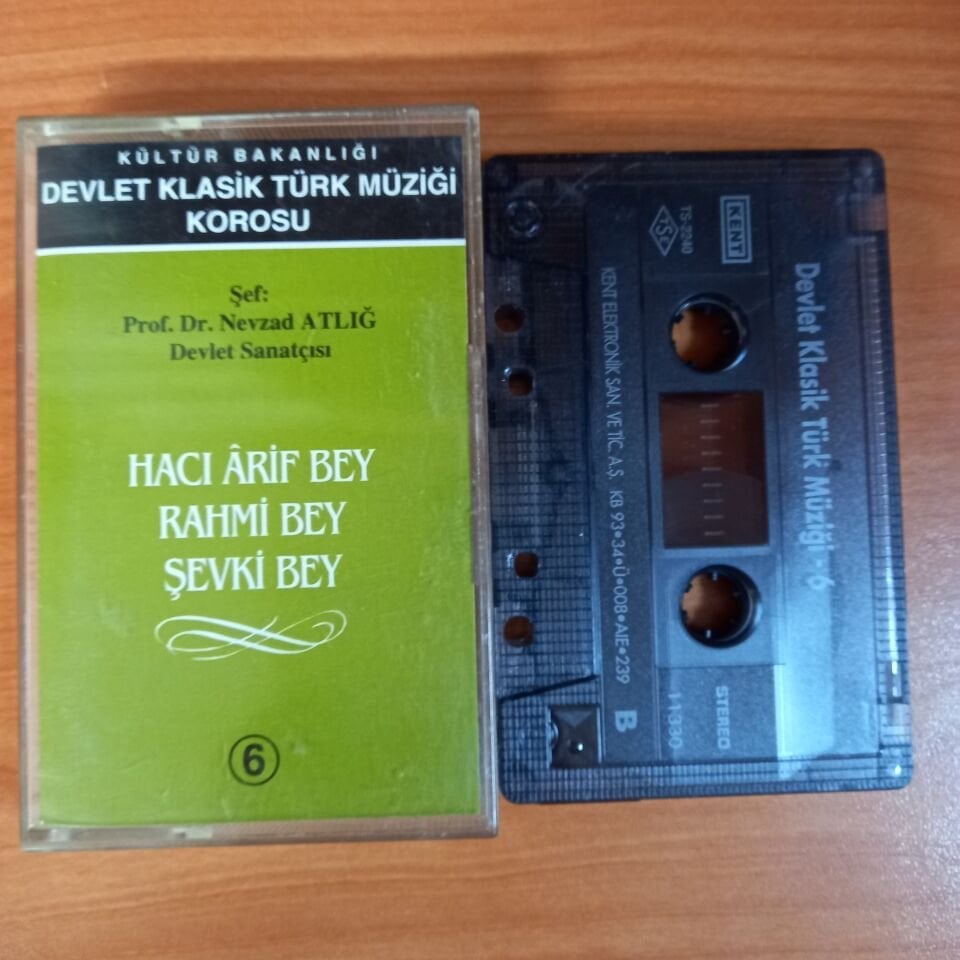 KÜLTÜR BAKANLIĞI
DEVLET KLASİK TÜRK MÜZİĞİ
KOROSU
Şef:
Prof. Dr. Nevzad ATLIĞ
Devlet Sanatçısı
HACI ÂRİF BEY
RAHMİ BEY
ŞEVKİ BEY
6
KENT
TS-2240
TSE
Devlet Klasik Türk Müziği-6
KENT ELEKTRONİK SAN. VE TİC. A.Ş. KB 93•34•Ü•008•AIE•239
B
STEREO
11330